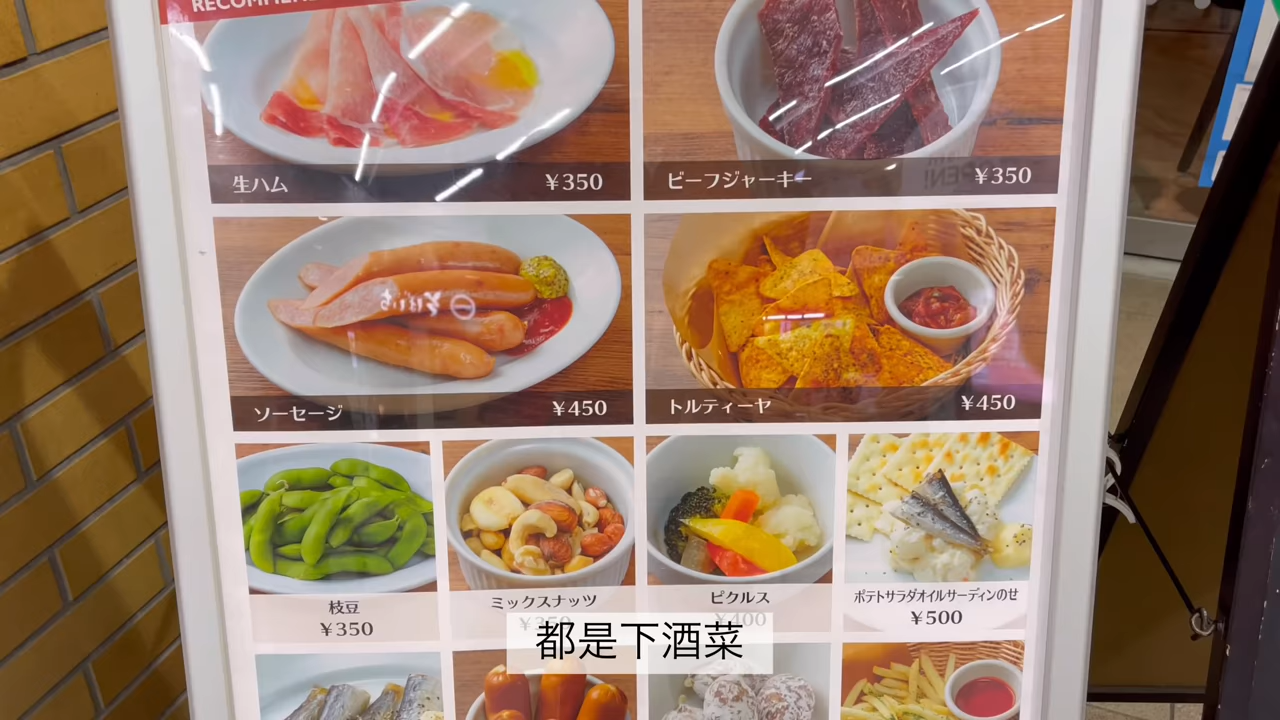 RECOMMEN
生ハム ¥350
ビーフジャーキー ¥350
ソーセージ ¥450
トルティーヤ ¥450
枝豆
¥350
ミックスナッツ
¥350
ピクルス
¥400
ポテトサラダオイルサーディンのせ
¥500
都是下酒菜